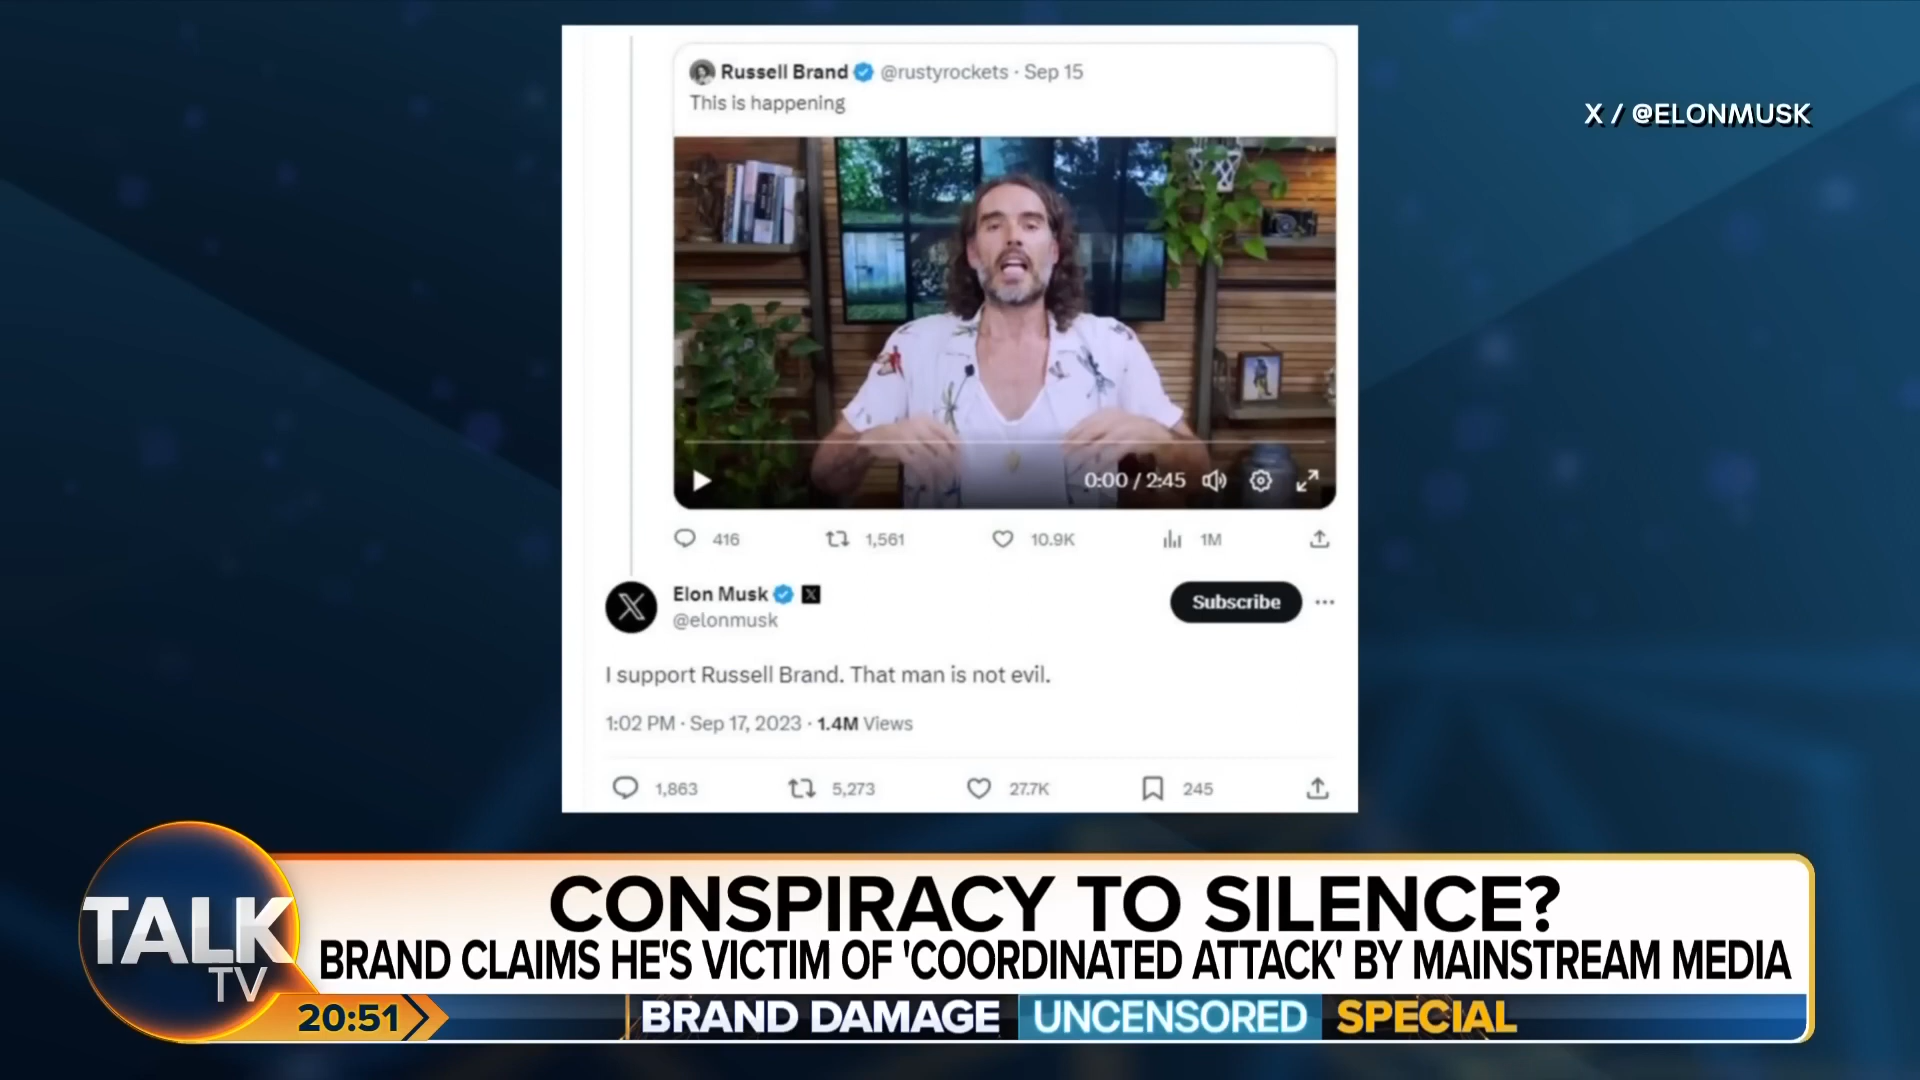 Russell Brand @rustyrockets · Sep 15
This is happening
X / @ELONMUSK
0:00 / 2:45
416 1,561 10.9K 1M
Elon Musk
@elonmusk
Subscribe
I support Russell Brand. That man is not evil.
1:02 PM · Sep 17, 2023 · 1.4M Views
1,863 5,273 27.7K 245
CONSPIRACY TO SILENCE?
BRAND CLAIMS HE'S VICTIM OF 'COORDINATED ATTACK' BY MAINSTREAM MEDIA
TALK
TV
20:51
BRAND DAMAGE UNCENSORED SPECIAL